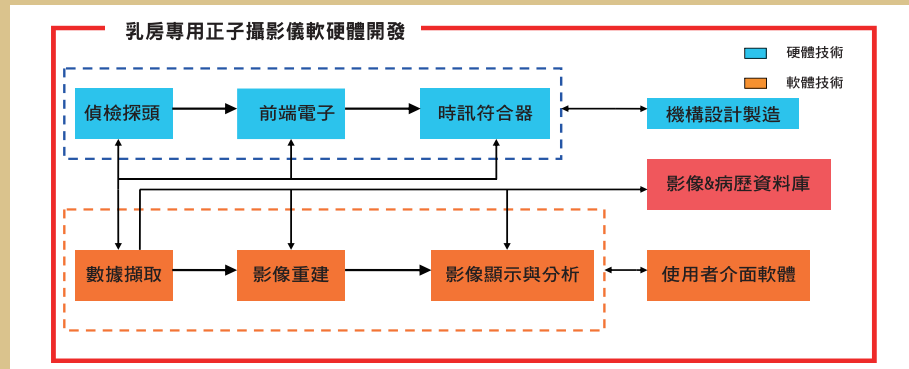 乳房專用正子攝影儀軟硬體開發
硬體技術
軟體技術
偵檢探頭
前端電子
時訊符合器
機構設計製造
影像&病歷資料庫
數據擷取
影像重建
影像顯示與分析
使用者介面軟體